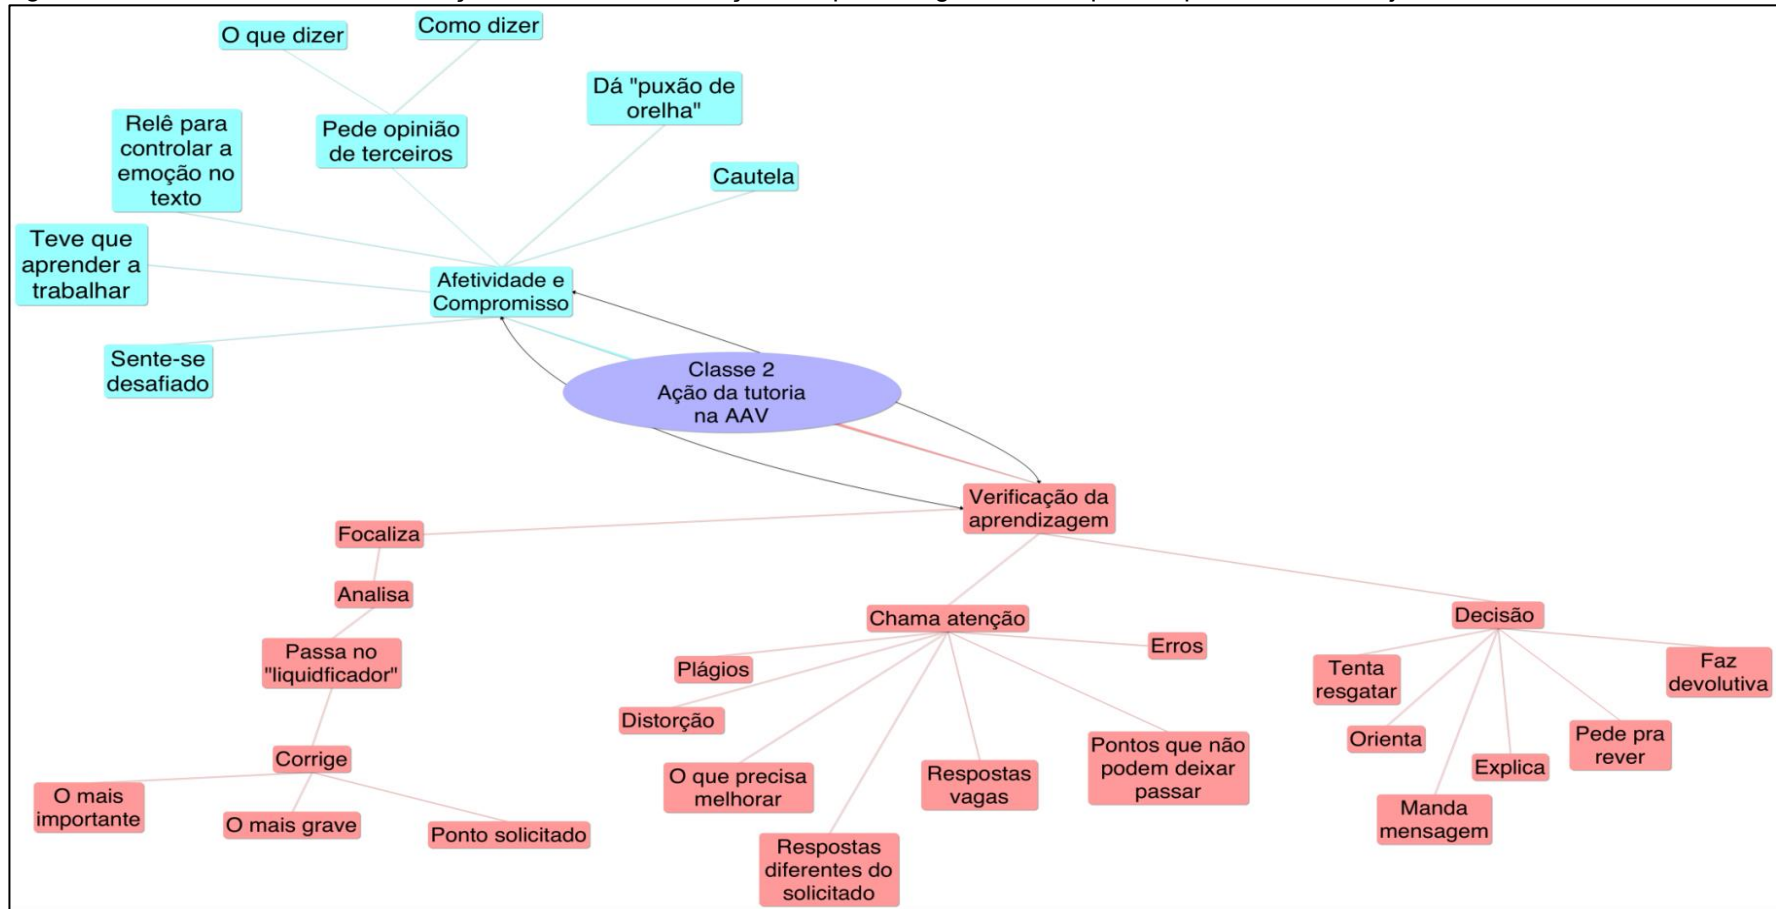 O que dizer
Como dizer
Dá "puxão de
orelha"
Relê para
controlar a
emoção no
texto
Pede opinião
de terceiros
Cautela
Teve que
aprender a
trabalhar
Afetividade e
Compromisso
Sente-se
desafiado
Classe 2
Ação da tutoria
na AAV
Verificação da
aprendizagem
Focaliza
Analisa
Passa no
"liquidficador"
Corrige
O mais
importante
O mais grave
Ponto solicitado
Chama atenção
Plágios
Distorção
O que precisa
melhorar
Respostas
diferentes do
solicitado
Respostas
vagas
Pontos que não
podem deixar
passar
Erros
Decisão
Tenta
resgatar
Orienta
Manda
mensagem
Explica
Pede pra
rever
Faz
devolutiva